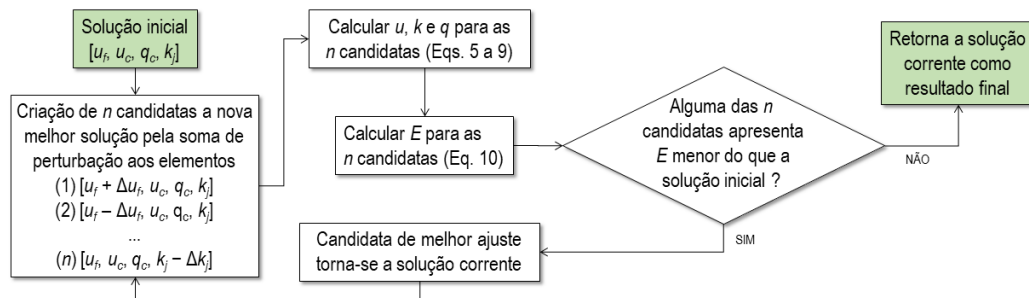 Solução inicial
[u_f, u_c, q_c, k_j]
Criação de n candidatas a nova
melhor solução pela soma de
perturbação aos elementos
(1) [u_f + Δu_f, u_c, q_c, k_j]
(2) [u_f – Δu_f, u_c, q_c, k_j]
...
(n) [u_f, u_c, q_c, k_j – Δk_j]
Calcular u, k e q para as
n candidatas (Eqs. 5 a 9)
Calcular E para as
n candidatas (Eq. 10)
Alguma das n
candidatas apresenta
E menor do que a
solução inicial ?
NÃO
Retorna a solução
corrente como
resultado final
SIM
Candidata de melhor ajuste
torna-se a solução corrente